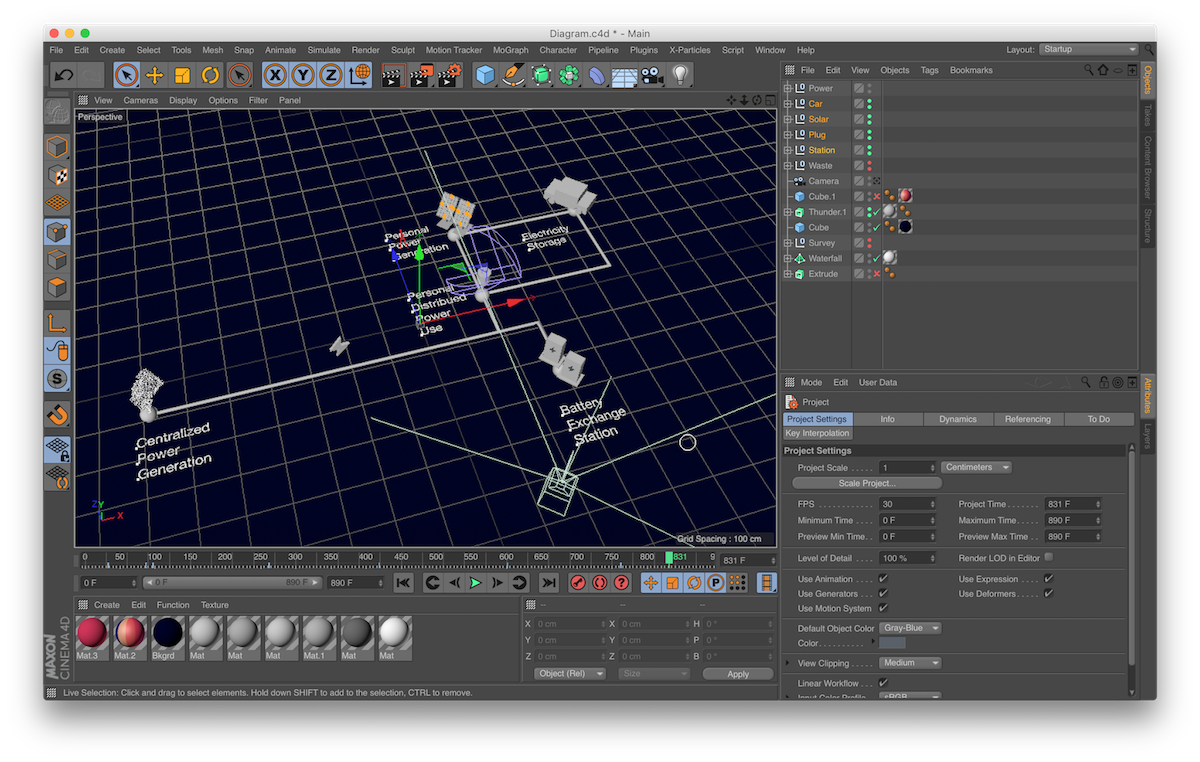 Diagram.c4d * - Main
File Edit Create Select Tools Mesh Snap Animate Simulate Render Sculpt Motion Tracker MoGraph Character Pipeline Plugins X-Particles Script Window Help
Layout: Startup
X Y Z
File Edit View Objects Tags Bookmarks
View Cameras Display Options Filter Panel
Perspective
Power
Car
Solar
Plug
Station
Waste
Camera
Cube.1
Thunder.1
Cube
Survey
Waterfall
Extrude
Objects
Takes
Content Browser
Structure
Personal
Power
Generation
Electricity
Storage
Personal
Distribued
Power
Use
Battery
Exchange
Station
Centralized
Power
Generation
Y
Z X
Grid Spacing : 100 cm
Mode Edit User Data
Project
Project Settings Info Dynamics Referencing To Do
Key Interpolation
Attributes
Layers
Project Settings
Project Scale . . . . . 1 Centimeters
Scale Project...
FPS . . . . . . . . . . . . 30 Project Time . . . . . . . 831 F
Minimum Time . . . . 0 F Maximum Time . . . . . 890 F
Preview Min Time . . 0 F Preview Max Time . . 890 F
Level of Detail . . . . 100 % Render LOD in Editor
Use Animation . . . . Use Expression . . . .
Use Generators . . . Use Deformers . . . .
Use Motion System
Default Object Color Gray-Blue
Color . . . . . . . . . .
View Clipping . . . . . Medium
Linear Workflow . . .
Input Color Profile sRGB
0 50 100 150 200 250 300 350 400 450 500 550 600 650 700 750 800 831 9
831 F
0 F 0 F 890 F 890 F
P
Create Edit Function Texture
Mat.3 Mat.2 Bkgrd Mat Mat Mat Mat.1 Mat Mat
-- -- --
X 0 cm X 0 cm H 0 °
Y 0 cm Y 0 cm P 0 °
Z 0 cm Z 0 cm B 0 °
Object (Rel) Size Apply
MAXON
CINEMA 4D
Live Selection: Click and drag to select elements. Hold down SHIFT to add to the selection, CTRL to remove.